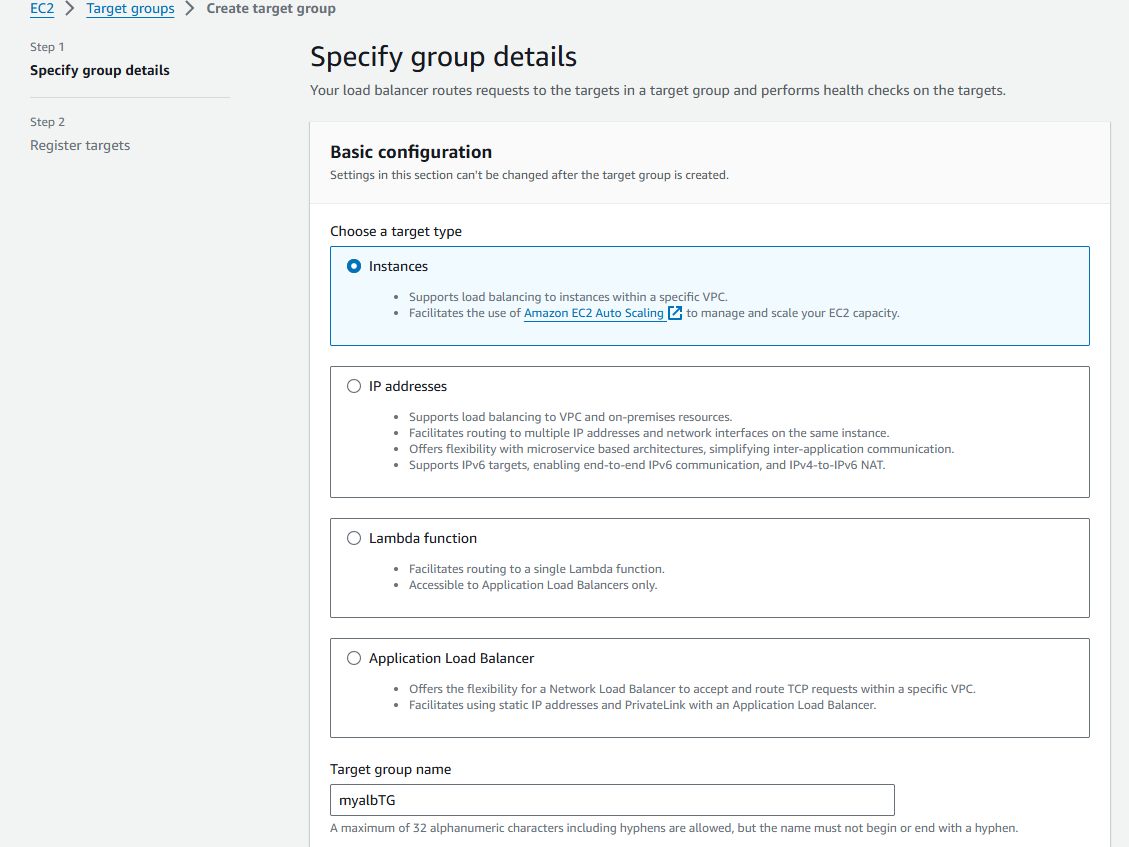 EC2 > Target groups > Create target group
Step 1
Specify group details
Step 2
Register targets
Specify group details
Your load balancer routes requests to the targets in a target group and performs health checks on the targets.
Basic configuration
Settings in this section can't be changed after the target group is created.
Choose a target type
Instances
• Supports load balancing to instances within a specific VPC.
• Facilitates the use of Amazon EC2 Auto Scaling to manage and scale your EC2 capacity.
IP addresses
• Supports load balancing to VPC and on-premises resources.
• Facilitates routing to multiple IP addresses and network interfaces on the same instance.
• Offers flexibility with microservice based architectures, simplifying inter-application communication.
• Supports IPv6 targets, enabling end-to-end IPv6 communication, and IPv4-to-IPv6 NAT.
Lambda function
• Facilitates routing to a single Lambda function.
• Accessible to Application Load Balancers only.
Application Load Balancer
• Offers the flexibility for a Network Load Balancer to accept and route TCP requests within a specific VPC.
• Facilitates using static IP addresses and PrivateLink with an Application Load Balancer.
Target group name
myalbTG
A maximum of 32 alphanumeric characters including hyphens are allowed, but the name must not begin or end with a hyphen.